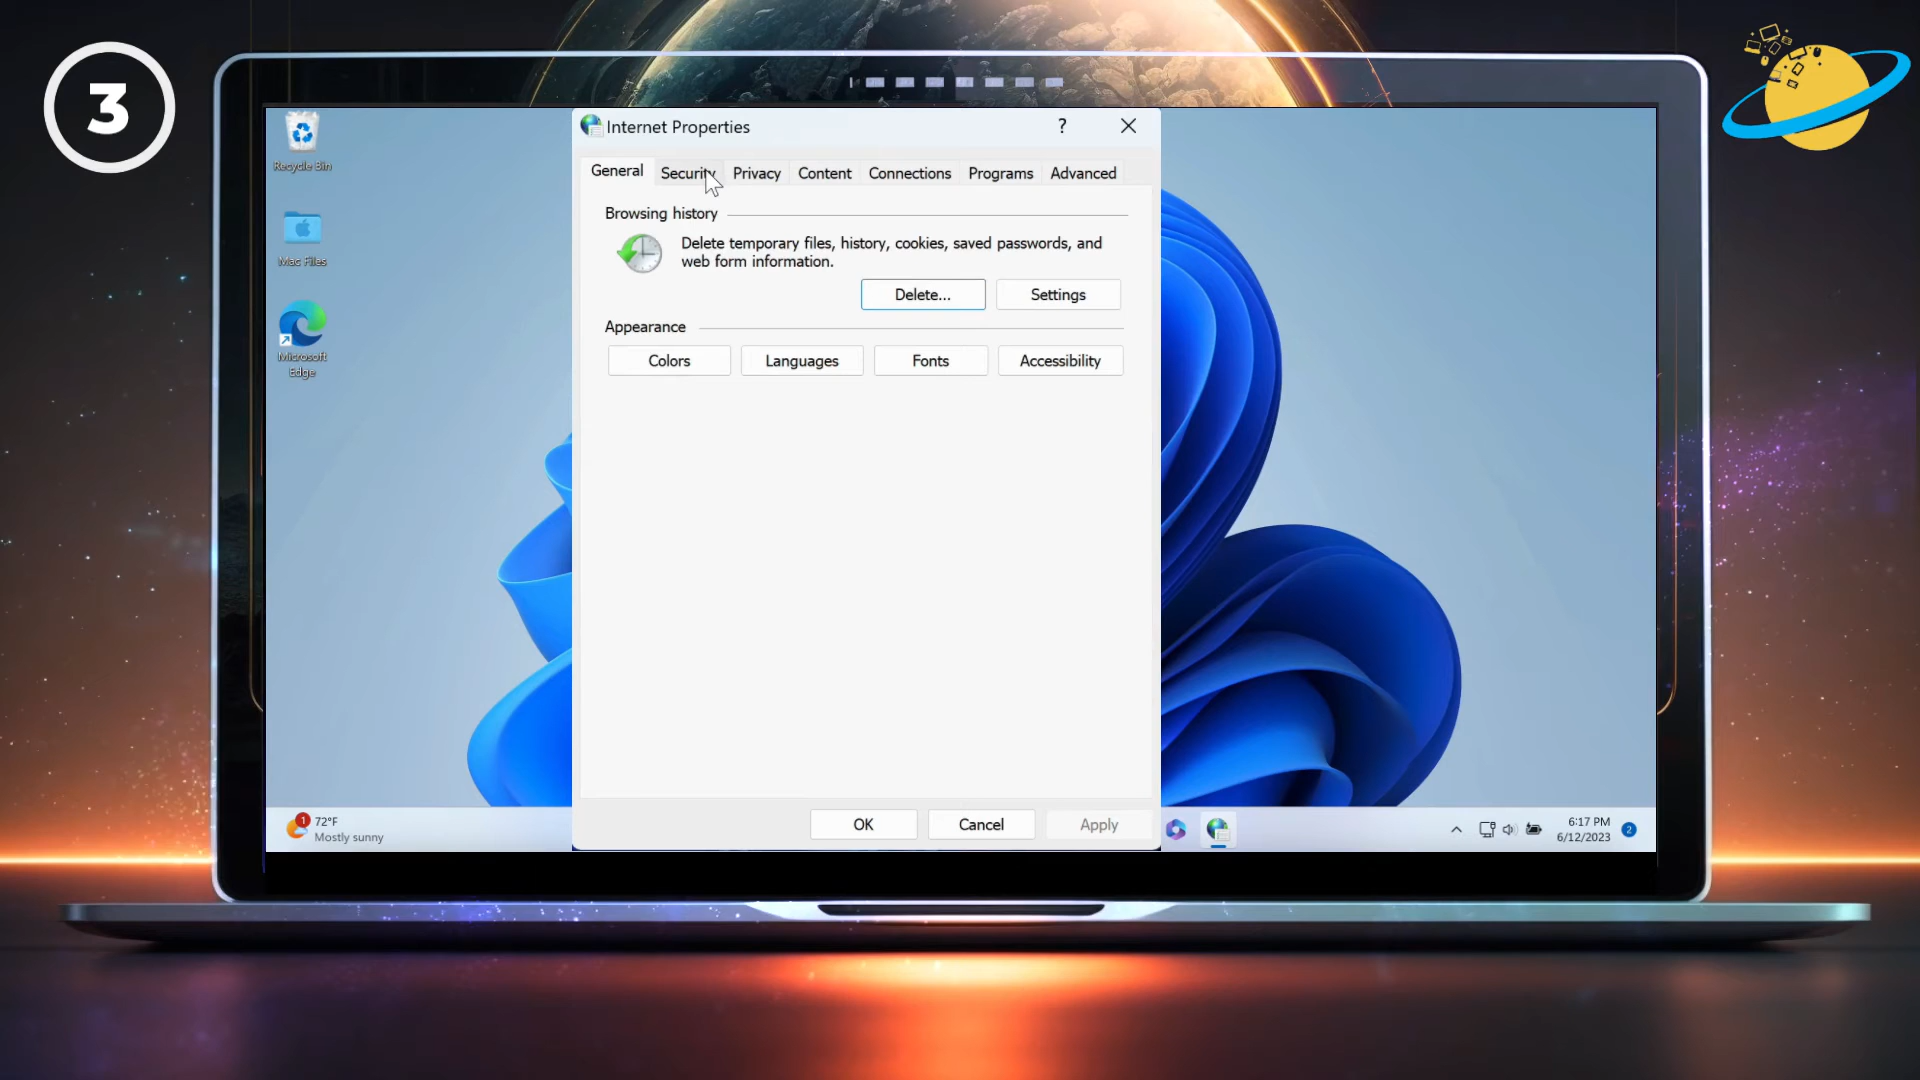 3
Recycle Bin
Mac Files
Microsoft
Edge
Internet Properties
?
General
Security
Privacy
Content
Connections
Programs
Advanced
Browsing history
Delete temporary files, history, cookies, saved passwords, and
web form information.
Delete...
Settings
Appearance
Colors
Languages
Fonts
Accessibility
OK
Cancel
Apply
1
72°F
Mostly sunny
6:17 PM
6/12/2023
2